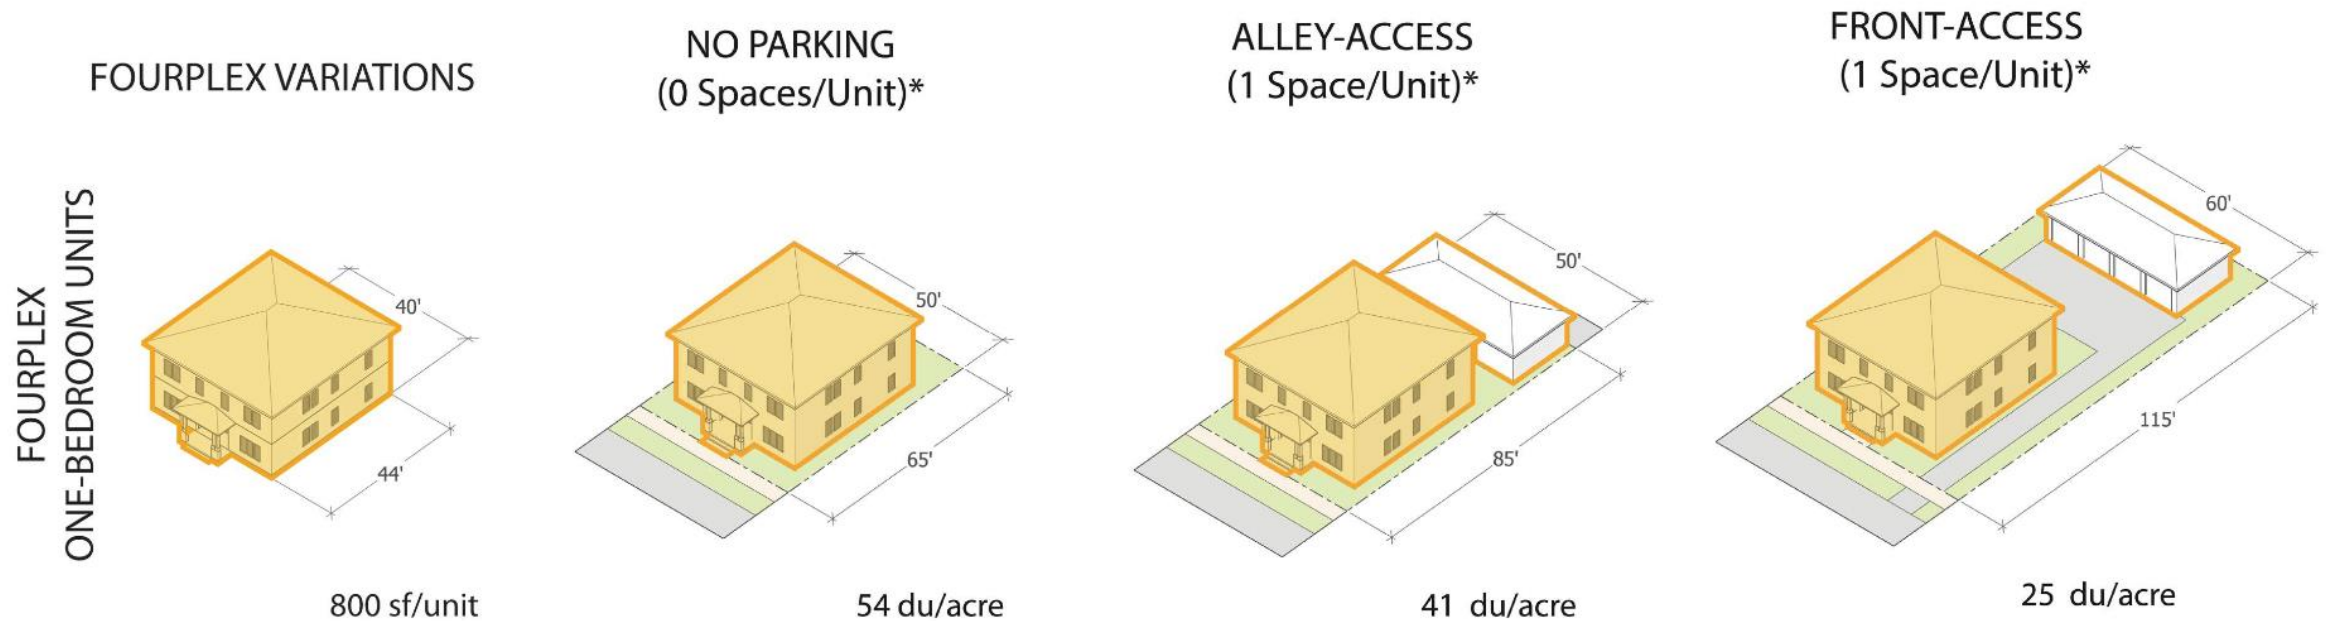 FOURPLEX VARIATIONS
NO PARKING
(0 Spaces/Unit)*
ALLEY-ACCESS
(1 Space/Unit)*
FRONT-ACCESS
(1 Space/Unit)*
FOURPLEX
ONE-BEDROOM UNITS
40'
44'
800 sf/unit
50'
65'
54 du/acre
50'
85'
41 du/acre
60'
115'
25 du/acre